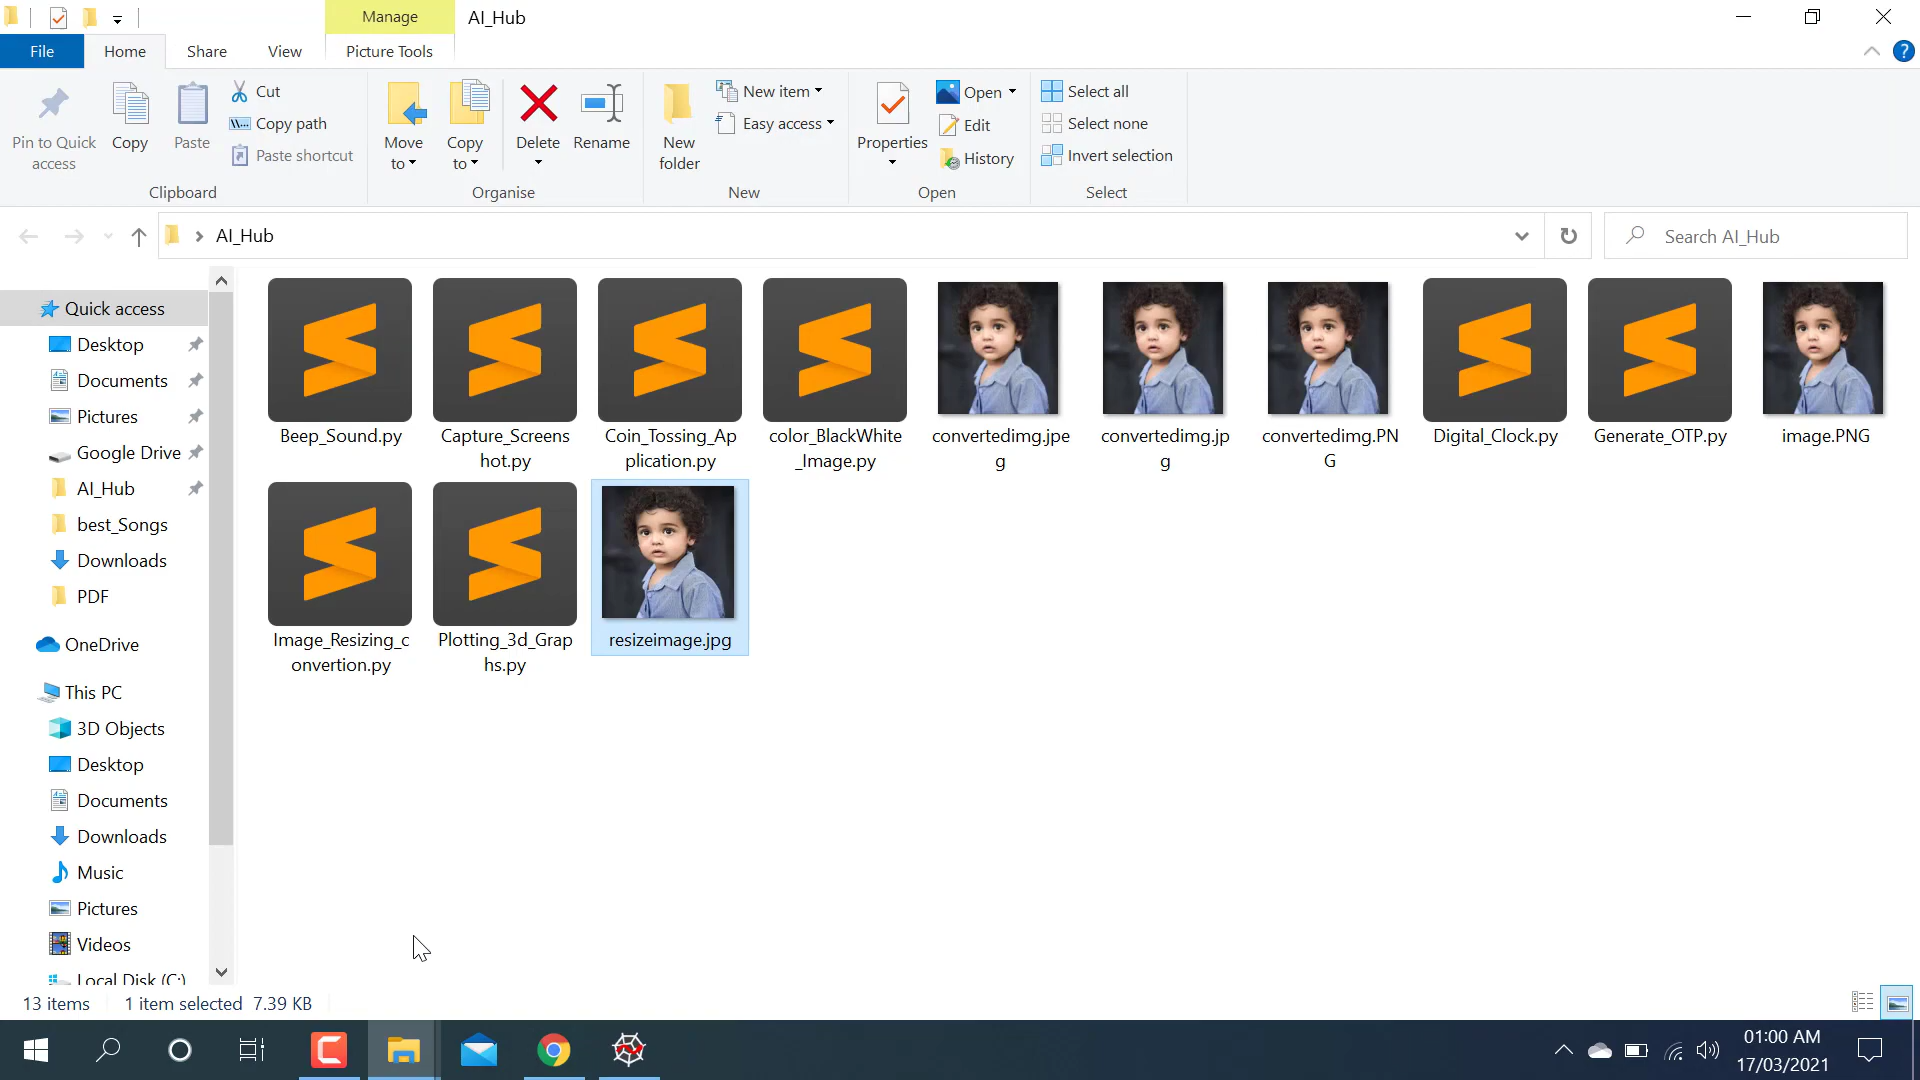 Manage
AI_Hub
File
Home
Share
View
Picture Tools
?
Pin to Quick
access
Copy
Paste
Cut
Copy path
Paste shortcut
Clipboard
Move
to
Copy
to
Delete
Rename
Organise
New
folder
New item
Easy access
New
Properties
Open
Edit
History
Open
Select all
Select none
Invert selection
Select
AI_Hub
Search AI_Hub
Quick access
Desktop
Documents
Pictures
Google Drive
AI_Hub
best_Songs
Downloads
PDF
OneDrive
This PC
3D Objects
Desktop
Documents
Downloads
Music
Pictures
Videos
Local Disk (C:)
Beep_Sound.py
Capture_Screens
hot.py
Coin_Tossing_Ap
plication.py
color_BlackWhite
_Image.py
convertedimg.jpe
g
convertedimg.jp
g
convertedimg.PN
G
Digital_Clock.py
Generate_OTP.py
image.PNG
Image_Resizing_c
onvertion.py
Plotting_3d_Grap
hs.py
resizeimage.jpg
13 items
1 item selected 7.39 KB
01:00 AM
17/03/2021